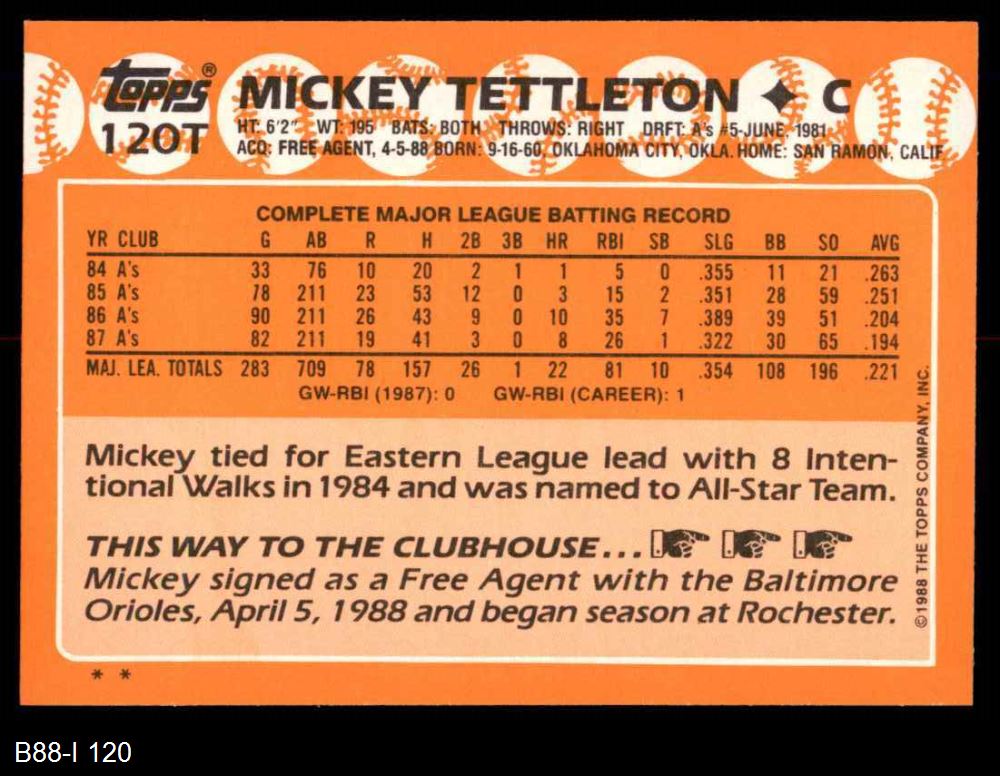 topps® MICKEY TETTLETON ♦ C
120T HT: 6'2" WT: 195 BATS: BOTH THROWS: RIGHT DRFT: A's #5-JUNE, 1981
ACQ: FREE AGENT, 4-5-88 BORN: 9-16-60, OKLAHOMA CITY, OKLA. HOME: SAN RAMON, CALIF.
COMPLETE MAJOR LEAGUE BATTING RECORD
YR CLUB G AB R H 2B 3B HR RBI SB SLG BB SO AVG
84 A's 33 76 10 20 2 1 1 5 0 .355 11 21 .263
85 A's 78 211 23 53 12 0 3 15 2 .351 28 59 .251
86 A's 90 211 26 43 9 0 10 35 7 .389 39 51 .204
87 A's 82 211 19 41 3 0 8 26 1 .322 30 65 .194
MAJ. LEA. TOTALS 283 709 78 157 26 1 22 81 10 .354 108 196 .221
GW-RBI (1987): 0 GW-RBI (CAREER): 1
Mickey tied for Eastern League lead with 8 Inten-
tional Walks in 1984 and was named to All-Star Team.
THIS WAY TO THE CLUBHOUSE...
Mickey signed as a Free Agent with the Baltimore
Orioles, April 5, 1988 and began season at Rochester.
©1988 THE TOPPS COMPANY, INC.
* *
B88-I 120